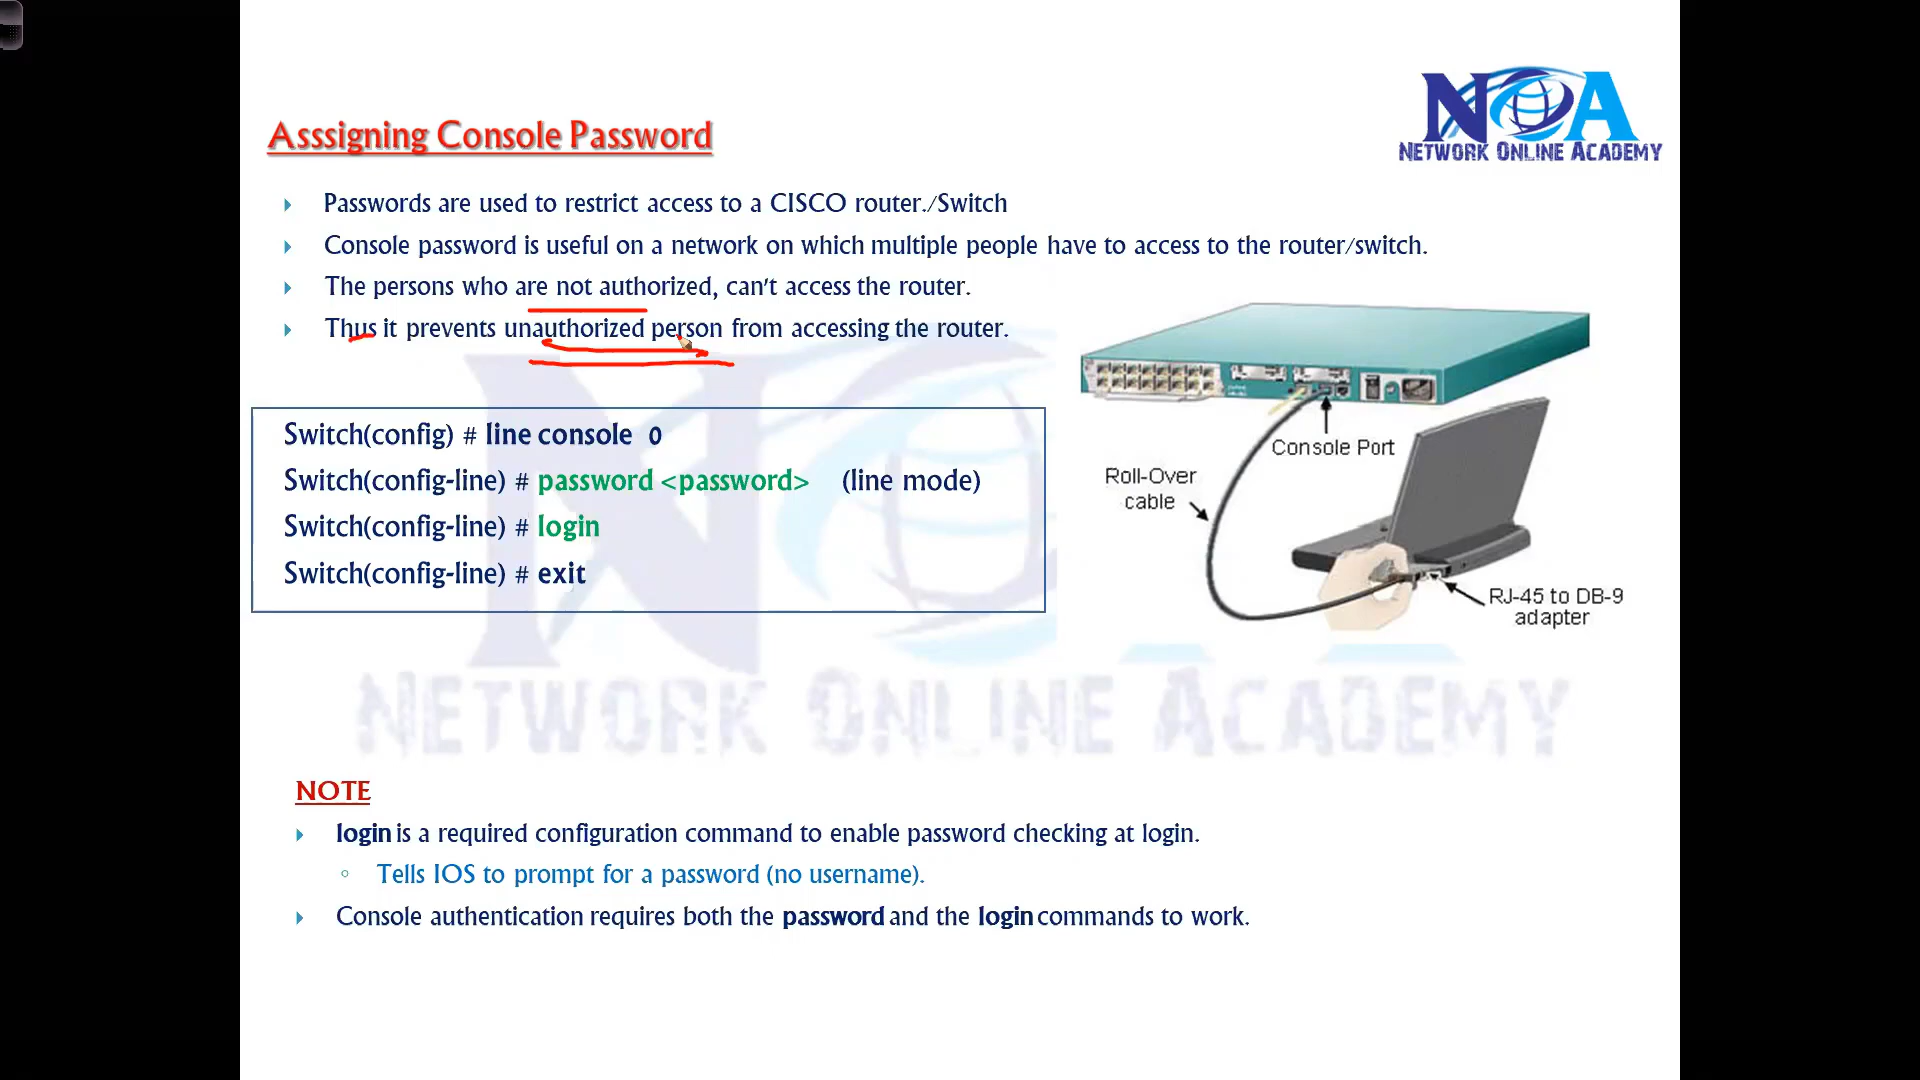 NOA
NETWORK ONLINE ACADEMY
Asssigning Console Password
Passwords are used to restrict access to a CISCO router./Switch
Console password is useful on a network on which multiple people have to access to the router/switch.
The persons who are not authorized, can't access the router.
Thus it prevents unauthorized person from accessing the router.
Switch(config) # line console 0
Switch(config-line) # password <password> (line mode)
Switch(config-line) # login
Switch(config-line) # exit
Console Port
Roll-Over
cable
RJ-45 to DB-9
adapter
NETWORK ONLINE ACADEMY
NOTE
login is a required configuration command to enable password checking at login.
Tells IOS to prompt for a password (no username).
Console authentication requires both the password and the login commands to work.